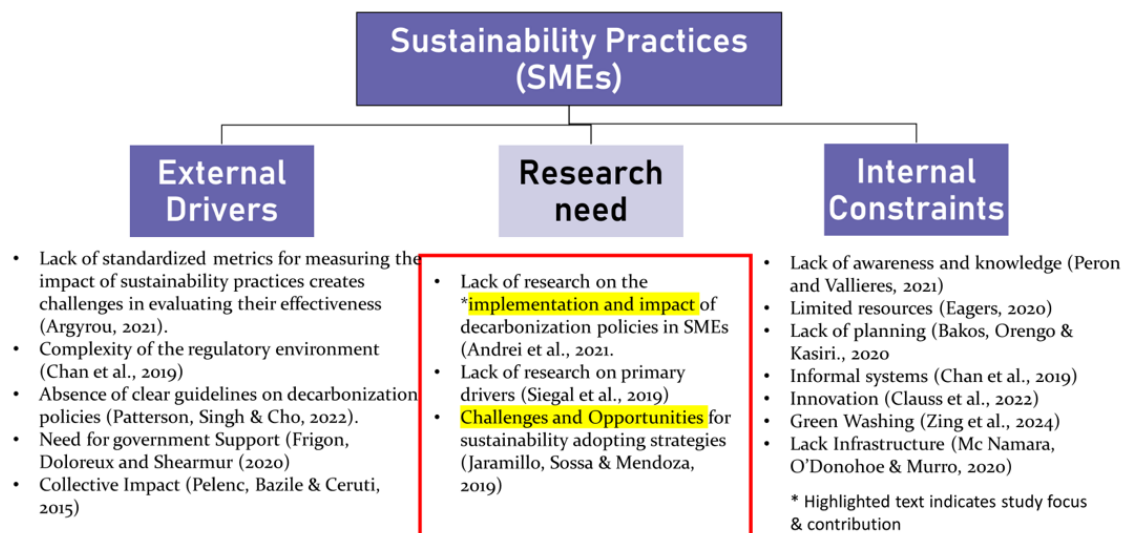 Sustainability Practices
(SMEs)
External
Drivers
• Lack of standardized metrics for measuring the
impact of sustainability practices creates
challenges in evaluating their effectiveness
(Argyrou, 2021).
• Complexity of the regulatory environment
(Chan et al., 2019)
• Absence of clear guidelines on decarbonization
policies (Patterson, Singh & Cho, 2022).
• Need for government Support (Frigon,
Doloreux and Shearmur (2020)
• Collective Impact (Pelenc, Bazile & Ceruti,
2015)
Research
need
• Lack of research on the
*implementation and impact of
decarbonization policies in SMEs
(Andrei et al., 2021.
• Lack of research on primary
drivers (Siegal et al., 2019)
• Challenges and Opportunities for
sustainability adopting strategies
(Jaramillo, Sossa & Mendoza,
2019)
Internal
Constraints
• Lack of awareness and knowledge (Peron
and Vallieres, 2021)
• Limited resources (Eagers, 2020)
• Lack of planning (Bakos, Orengo &
Kasiri., 2020
• Informal systems (Chan et al., 2019)
• Innovation (Clauss et al., 2022)
• Green Washing (Zing et al., 2024)
• Lack Infrastructure (Mc Namara,
O'Donohoe & Murro, 2020)
* Highlighted text indicates study focus
& contribution